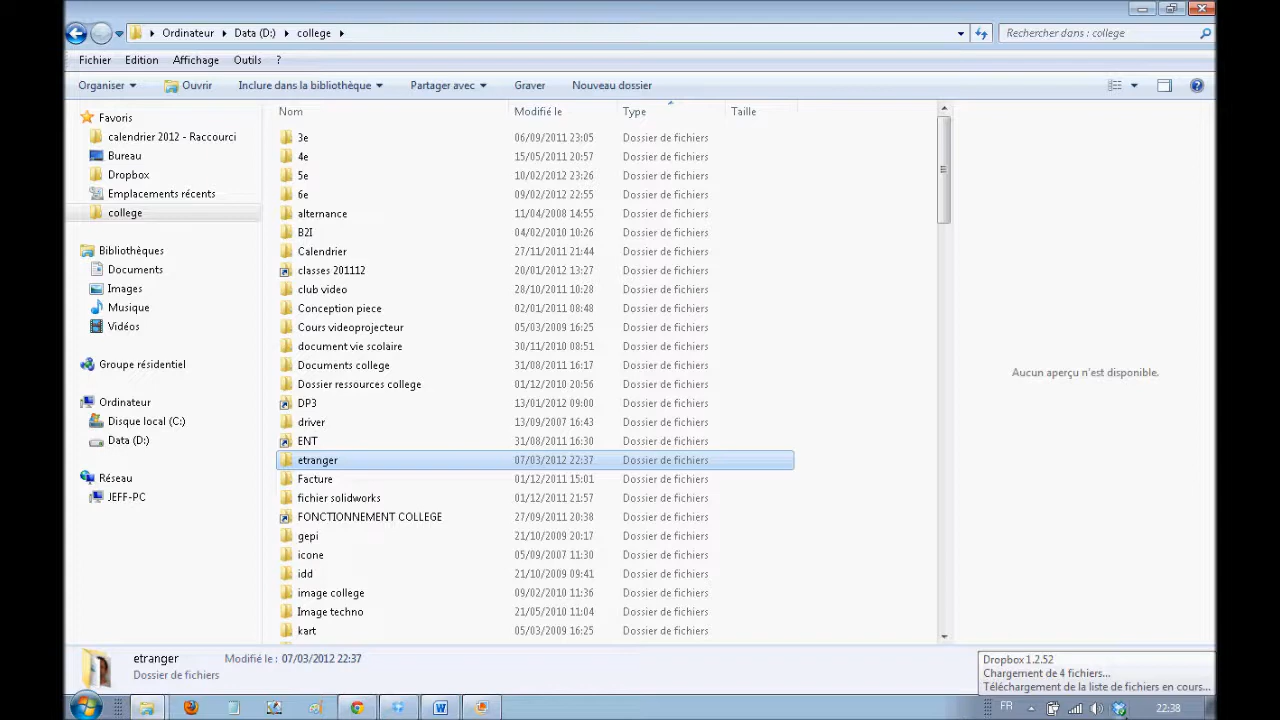 Ordinateur Data (D:) college
Rechercher dans : college
Fichier Edition Affichage Outils ?
Organiser Ouvrir Inclure dans la bibliothèque Partager avec Graver Nouveau dossier
Favoris
calendrier 2012 - Raccourci
Bureau
Dropbox
Emplacements récents
college
Bibliothèques
Documents
Images
Musique
Vidéos
Groupe résidentiel
Ordinateur
Disque local (C:)
Data (D:)
Réseau
JEFF-PC
Nom Modifié le Type Taille
3e 06/09/2011 23:05 Dossier de fichiers
4e 15/05/2011 20:57 Dossier de fichiers
5e 10/02/2012 23:26 Dossier de fichiers
6e 09/02/2012 22:55 Dossier de fichiers
alternance 11/04/2008 14:55 Dossier de fichiers
B2I 04/02/2010 10:26 Dossier de fichiers
Calendrier 27/11/2011 21:44 Dossier de fichiers
classes 201112 20/01/2012 13:27 Dossier de fichiers
club video 28/10/2011 10:28 Dossier de fichiers
Conception piece 02/01/2011 08:48 Dossier de fichiers
Cours videoprojecteur 05/03/2009 16:25 Dossier de fichiers
document vie scolaire 30/11/2010 08:51 Dossier de fichiers
Documents college 31/08/2011 16:17 Dossier de fichiers
Dossier ressources college 01/12/2010 20:56 Dossier de fichiers
DP3 13/01/2012 09:00 Dossier de fichiers
driver 13/09/2007 16:43 Dossier de fichiers
ENT 31/08/2011 16:30 Dossier de fichiers
etranger 07/03/2012 22:37 Dossier de fichiers
Facture 01/12/2011 15:01 Dossier de fichiers
fichier solidworks 01/12/2011 21:57 Dossier de fichiers
FONCTIONNEMENT COLLEGE 27/09/2011 20:38 Dossier de fichiers
gepi 21/10/2009 20:17 Dossier de fichiers
icone 05/09/2007 11:30 Dossier de fichiers
idd 21/10/2009 09:41 Dossier de fichiers
image college 09/02/2010 11:36 Dossier de fichiers
Image techno 21/05/2010 11:04 Dossier de fichiers
kart 05/03/2009 16:25 Dossier de fichiers
Aucun aperçu n'est disponible.
etranger Modifié le : 07/03/2012 22:37
Dossier de fichiers
Dropbox 1.2.52
Chargement de 4 fichiers...
Téléchargement de la liste de fichiers en cours...
FR 22:38